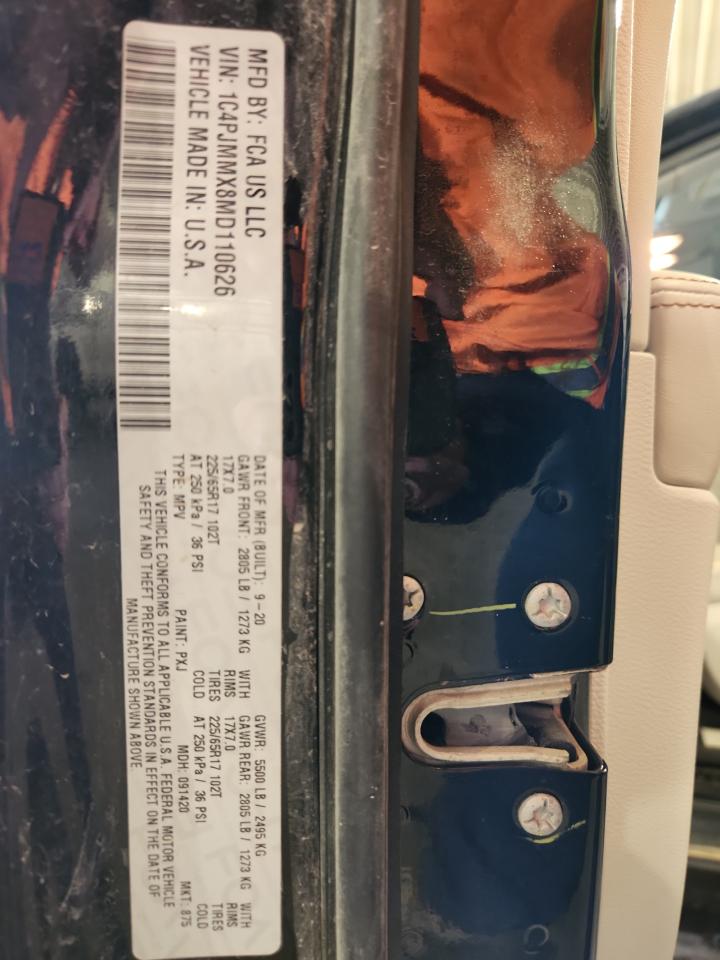 MFD BY: FCA US LLC
VIN: 1C4PJMMX8MD110626
VEHICLE MADE IN: U.S.A.
DATE OF MFR (BUILT): 9-20 GVWR: 5500 LB / 2495 KG
GAWR FRONT: 2805 LB / 1273 KG WITH GAWR REAR: 2805 LB / 1273 KG WITH
17X7.0 RIMS 17X7.0 RIMS
225/65R17 102T TIRES 225/65R17 102T TIRES
AT 250 kPa / 36 PSI COLD AT 250 kPa / 36 PSI COLD
TYPE: MPV PAINT: PXJ MDH: 091420 MKT: 875
THIS VEHICLE CONFORMS TO ALL APPLICABLE U.S.A. FEDERAL MOTOR VEHICLE
SAFETY AND THEFT PREVENTION STANDARDS IN EFFECT ON THE DATE OF
MANUFACTURE SHOWN ABOVE